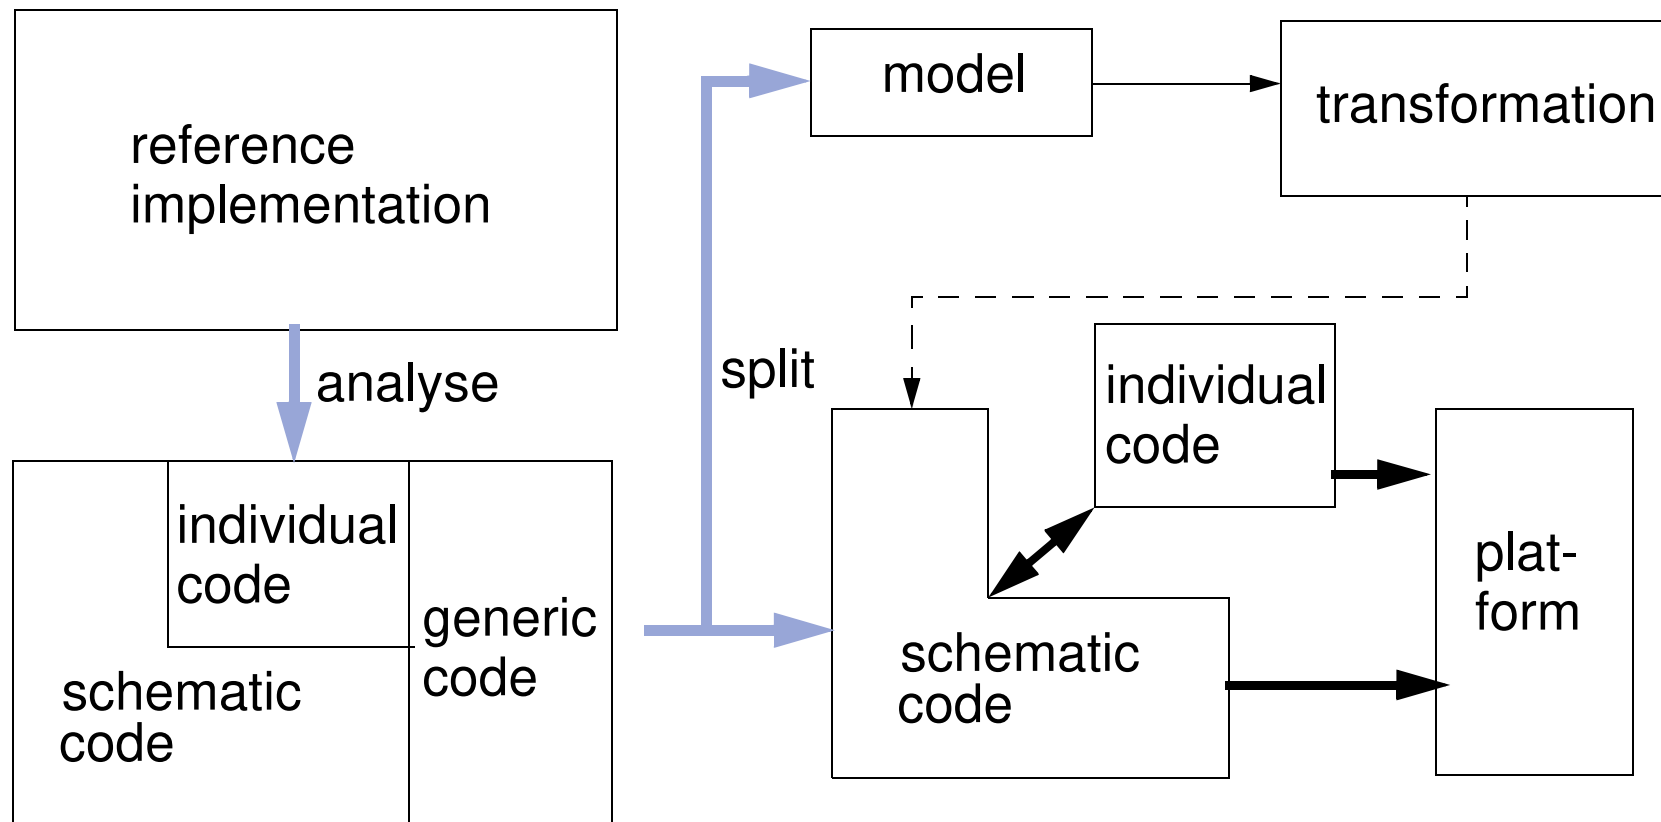 reference
implementation
analyse
individual
code
generic
code
schematic
code
split
model
transformation
individual
code
schematic
code
plat-
form